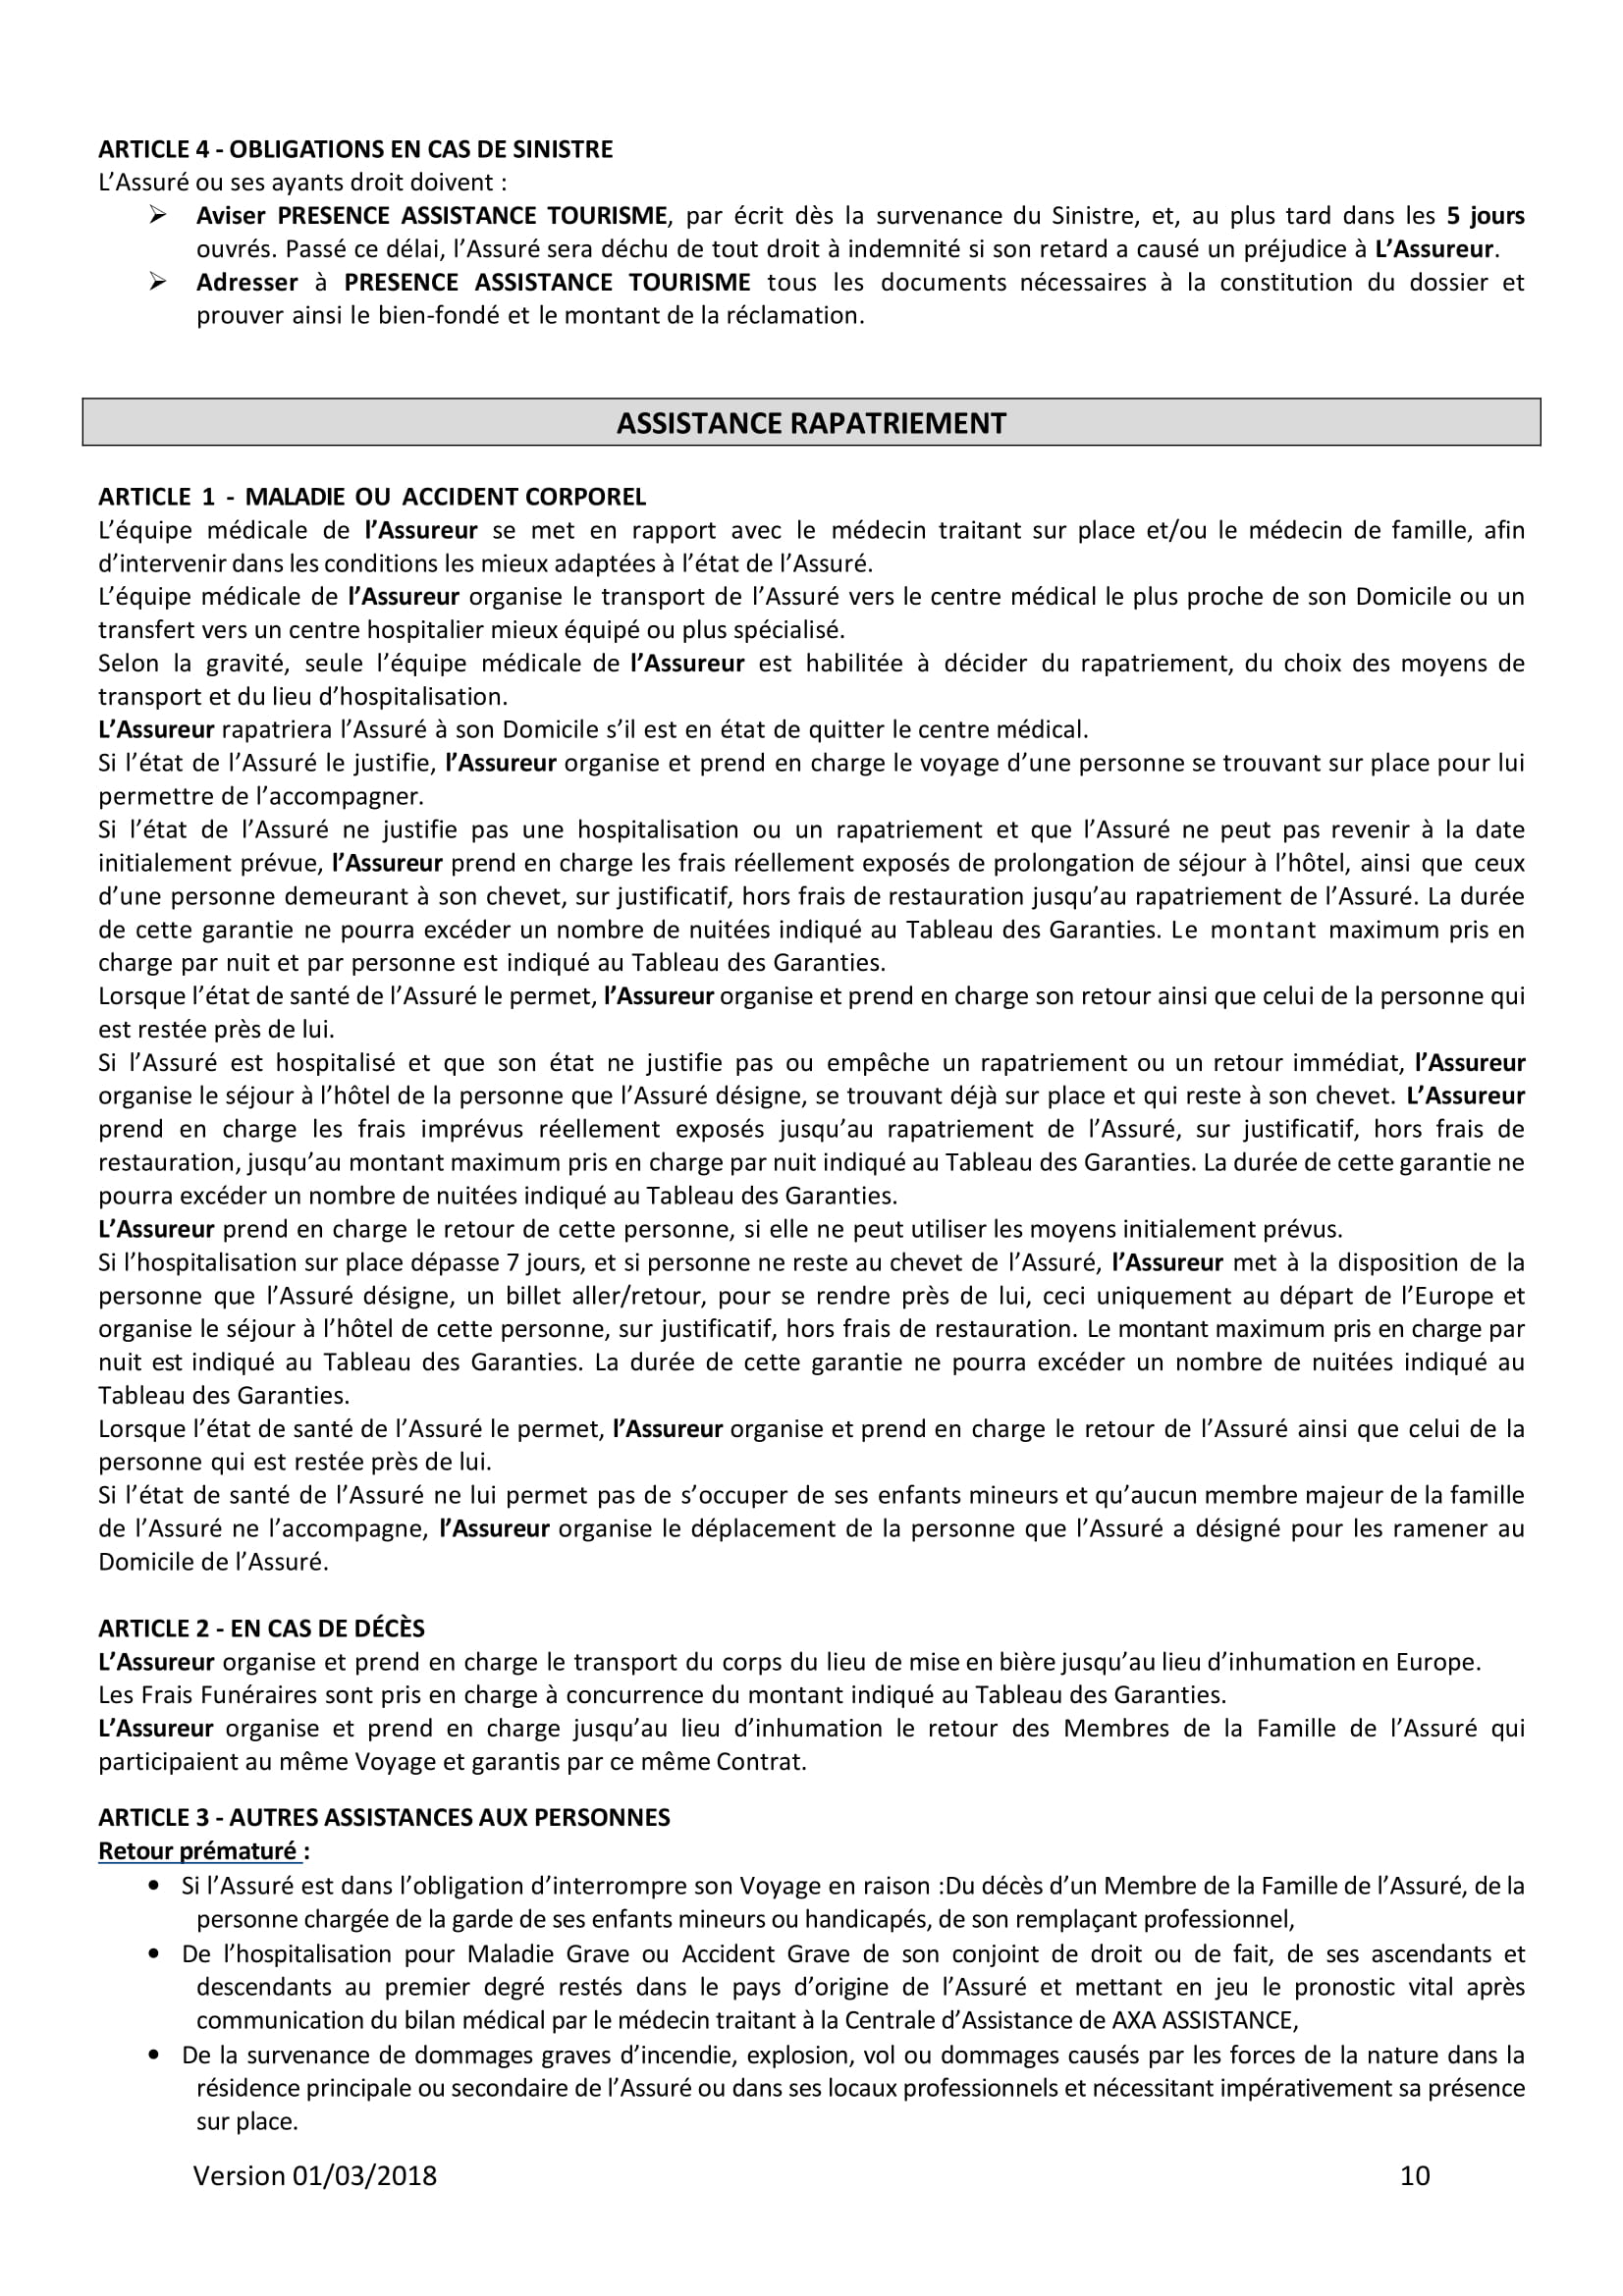 ARTICLE 4 - OBLIGATIONS EN CAS DE SINISTRE
L’Assuré ou ses ayants droit doivent :
➢ Aviser PRESENCE ASSISTANCE TOURISME, par écrit dès la survenance du Sinistre, et, au plus tard dans les 5 jours
ouvrés. Passé ce délai, l’Assuré sera déchu de tout droit à indemnité si son retard a causé un préjudice à L’Assureur.
➢ Adresser à PRESENCE ASSISTANCE TOURISME tous les documents nécessaires à la constitution du dossier et
prouver ainsi le bien-fondé et le montant de la réclamation.
ASSISTANCE RAPATRIEMENT
ARTICLE 1 - MALADIE OU ACCIDENT CORPOREL
L’équipe médicale de l’Assureur se met en rapport avec le médecin traitant sur place et/ou le médecin de famille, afin
d’intervenir dans les conditions les mieux adaptées à l’état de l’Assuré.
L’équipe médicale de l’Assureur organise le transport de l’Assuré vers le centre médical le plus proche de son Domicile ou un
transfert vers un centre hospitalier mieux équipé ou plus spécialisé.
Selon la gravité, seule l’équipe médicale de l’Assureur est habilitée à décider du rapatriement, du choix des moyens de
transport et du lieu d’hospitalisation.
L’Assureur rapatriera l’Assuré à son Domicile s’il est en état de quitter le centre médical.
Si l’état de l’Assuré le justifie, l’Assureur organise et prend en charge le voyage d’une personne se trouvant sur place pour lui
permettre de l’accompagner.
Si l’état de l’Assuré ne justifie pas une hospitalisation ou un rapatriement et que l’Assuré ne peut pas revenir à la date
initialement prévue, l’Assureur prend en charge les frais réellement exposés de prolongation de séjour à l’hôtel, ainsi que ceux
d’une personne demeurant à son chevet, sur justificatif, hors frais de restauration jusqu’au rapatriement de l’Assuré. La durée
de cette garantie ne pourra excéder un nombre de nuitées indiqué au Tableau des Garanties. Le montant maximum pris en
charge par nuit et par personne est indiqué au Tableau des Garanties.
Lorsque l’état de santé de l’Assuré le permet, l’Assureur organise et prend en charge son retour ainsi que celui de la personne qui
est restée près de lui.
Si l’Assuré est hospitalisé et que son état ne justifie pas ou empêche un rapatriement ou un retour immédiat, l’Assureur
organise le séjour à l’hôtel de la personne que l’Assuré désigne, se trouvant déjà sur place et qui reste à son chevet. L’Assureur
prend en charge les frais imprévus réellement exposés jusqu’au rapatriement de l’Assuré, sur justificatif, hors frais de
restauration, jusqu’au montant maximum pris en charge par nuit indiqué au Tableau des Garanties. La durée de cette garantie ne
pourra excéder un nombre de nuitées indiqué au Tableau des Garanties.
L’Assureur prend en charge le retour de cette personne, si elle ne peut utiliser les moyens initialement prévus.
Si l’hospitalisation sur place dépasse 7 jours, et si personne ne reste au chevet de l’Assuré, l’Assureur met à la disposition de la
personne que l’Assuré désigne, un billet aller/retour, pour se rendre près de lui, ceci uniquement au départ de l’Europe et
organise le séjour à l’hôtel de cette personne, sur justificatif, hors frais de restauration. Le montant maximum pris en charge par
nuit est indiqué au Tableau des Garanties. La durée de cette garantie ne pourra excéder un nombre de nuitées indiqué au
Tableau des Garanties.
Lorsque l’état de santé de l’Assuré le permet, l’Assureur organise et prend en charge le retour de l’Assuré ainsi que celui de la
personne qui est restée près de lui.
Si l’état de santé de l’Assuré ne lui permet pas de s’occuper de ses enfants mineurs et qu’aucun membre majeur de la famille
de l’Assuré ne l’accompagne, l’Assureur organise le déplacement de la personne que l’Assuré a désigné pour les ramener au
Domicile de l’Assuré.
ARTICLE 2 - EN CAS DE DÉCÈS
L’Assureur organise et prend en charge le transport du corps du lieu de mise en bière jusqu’au lieu d’inhumation en Europe.
Les Frais Funéraires sont pris en charge à concurrence du montant indiqué au Tableau des Garanties.
L’Assureur organise et prend en charge jusqu’au lieu d’inhumation le retour des Membres de la Famille de l’Assuré qui
participaient au même Voyage et garantis par ce même Contrat.
ARTICLE 3 - AUTRES ASSISTANCES AUX PERSONNES
Retour prématuré :
• Si l’Assuré est dans l’obligation d’interrompre son Voyage en raison :Du décès d’un Membre de la Famille de l’Assuré, de la
personne chargée de la garde de ses enfants mineurs ou handicapés, de son remplaçant professionnel,
• De l’hospitalisation pour Maladie Grave ou Accident Grave de son conjoint de droit ou de fait, de ses ascendants et
descendants au premier degré restés dans le pays d’origine de l’Assuré et mettant en jeu le pronostic vital après
communication du bilan médical par le médecin traitant à la Centrale d’Assistance de AXA ASSISTANCE,
• De la survenance de dommages graves d’incendie, explosion, vol ou dommages causés par les forces de la nature dans la
résidence principale ou secondaire de l’Assuré ou dans ses locaux professionnels et nécessitant impérativement sa présence
sur place.
Version 01/03/2018 10